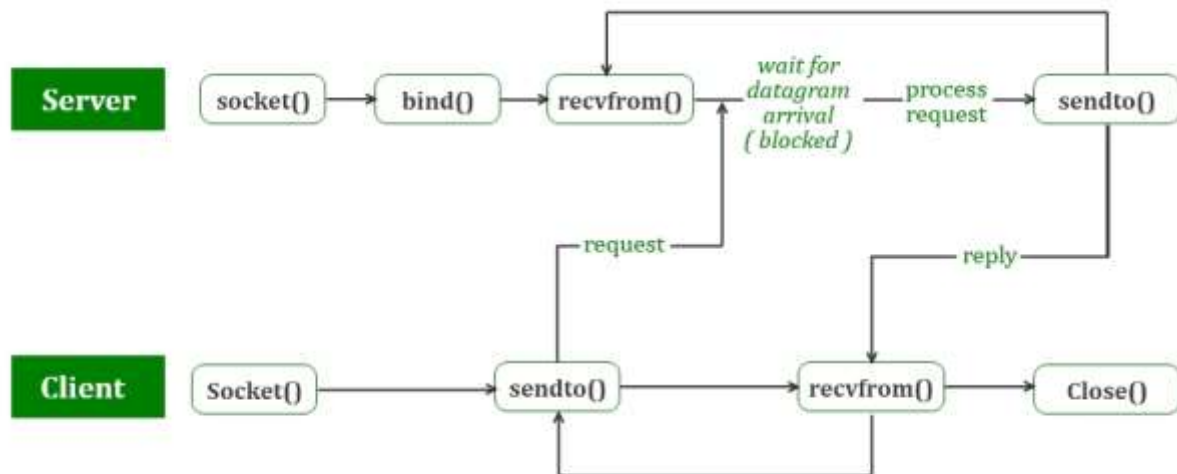 Server
socket()
bind()
recvfrom()
wait for
datagram
arrival
( blocked )
process
request
sendto()
request
reply
Client
Socket()
sendto()
recvfrom()
Close()